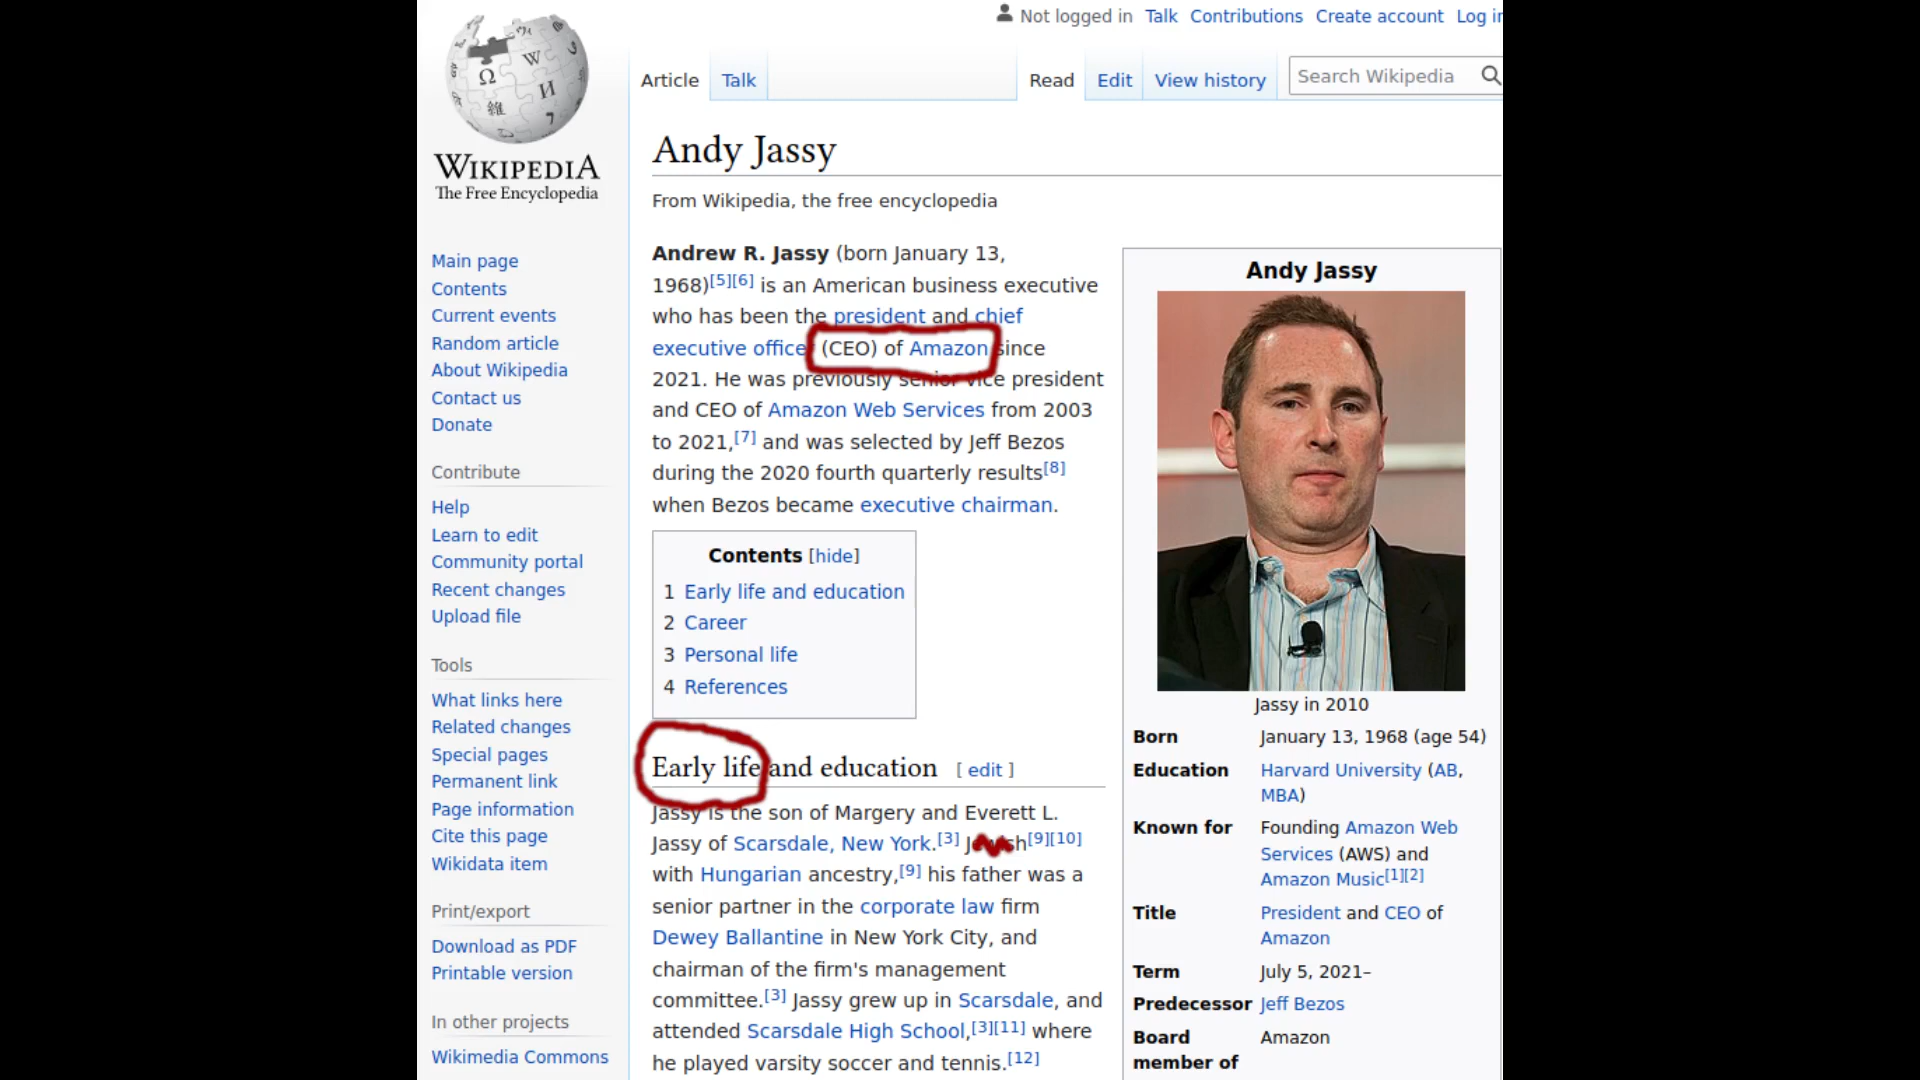 Not logged in Talk Contributions Create account Log in
WIKIPEDIA
The Free Encyclopedia
Article Talk Read Edit View history Search Wikipedia
Andy Jassy
From Wikipedia, the free encyclopedia
Main page
Contents
Current events
Random article
About Wikipedia
Contact us
Donate
Contribute
Help
Learn to edit
Community portal
Recent changes
Upload file
Tools
What links here
Related changes
Special pages
Permanent link
Page information
Cite this page
Wikidata item
Print/export
Download as PDF
Printable version
In other projects
Wikimedia Commons
Andrew R. Jassy (born January 13,
1968)[5][6] is an American business executive
who has been the president and chief
executive officer (CEO) of Amazon since
2021. He was previously senior vice president
and CEO of Amazon Web Services from 2003
to 2021,[7] and was selected by Jeff Bezos
during the 2020 fourth quarterly results[8]
when Bezos became executive chairman.
Contents [hide]
1 Early life and education
2 Career
3 Personal life
4 References
Early life and education [ edit ]
Jassy is the son of Margery and Everett L.
Jassy of Scarsdale, New York.[3] [9][10]
with Hungarian ancestry,[9] his father was a
senior partner in the corporate law firm
Dewey Ballantine in New York City, and
chairman of the firm's management
committee.[3] Jassy grew up in Scarsdale, and
attended Scarsdale High School,[3][11] where
he played varsity soccer and tennis.[12]
Andy Jassy
Jassy in 2010
Born January 13, 1968 (age 54)
Education Harvard University (AB,
MBA)
Known for Founding Amazon Web
Services (AWS) and
Amazon Music[1][2]
Title President and CEO of
Amazon
Term July 5, 2021–
Predecessor Jeff Bezos
Board Amazon
member of